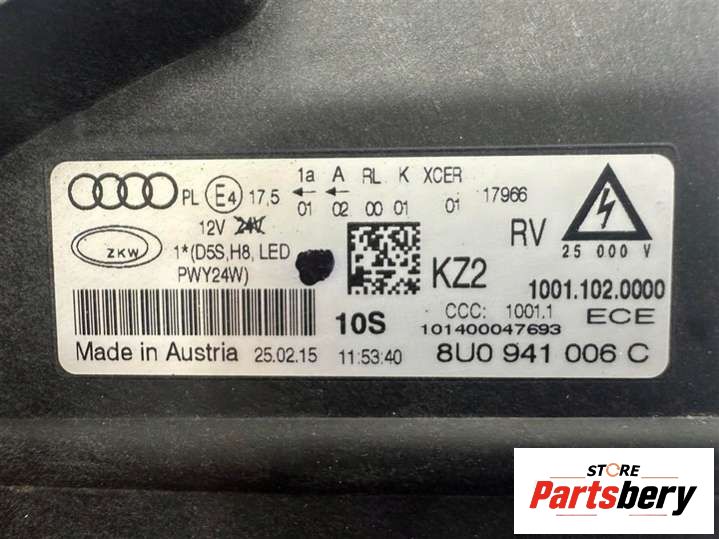 1a A RL K XCER
PL E4 17,5 ← ← 17966
01 02 00 01 01
12V 24V
ZKW
1*(D5S,H8, LED
PWY24W)
RV
25 000 V
KZ2
1001.102.0000
10S
CCC: 1001.1
ECE
101400047693
Made in Austria 25.02.15 11:53:40 8U0 941 006 C
STORE
Partsbery